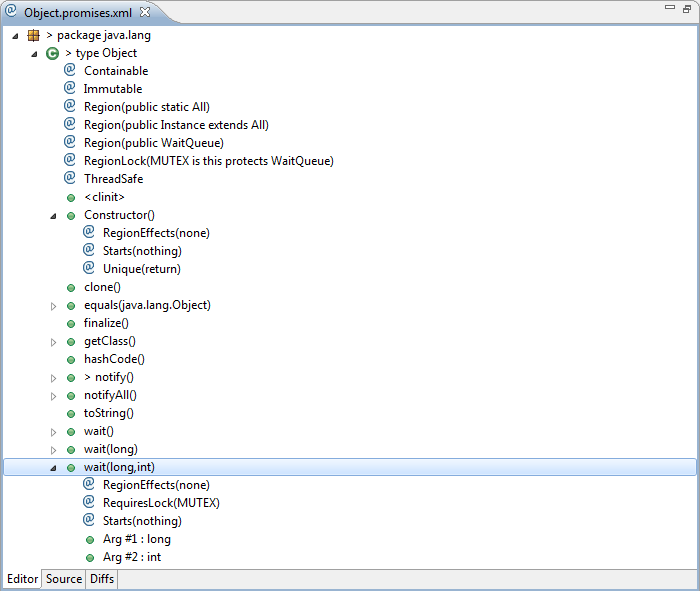 Object.promises.xml
> package java.lang
> type Object
@ Containable
@ Immutable
@ Region(public static All)
@ Region(public Instance extends All)
@ Region(public WaitQueue)
@ RegionLock(MUTEX is this protects WaitQueue)
@ ThreadSafe
<clinit>
Constructor()
@ RegionEffects(none)
@ Starts(nothing)
@ Unique(return)
clone()
equals(java.lang.Object)
finalize()
getClass()
hashCode()
> notify()
notifyAll()
toString()
wait()
wait(long)
wait(long,int)
@ RegionEffects(none)
@ RequiresLock(MUTEX)
@ Starts(nothing)
Arg #1 : long
Arg #2 : int
Editor Source Diffs